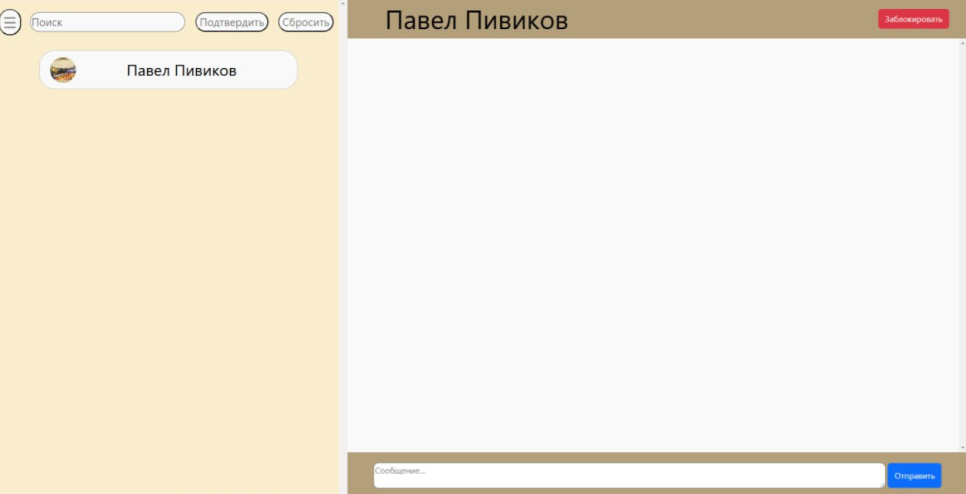 Поиск
Подтвердить
Сбросить
Павел Пивиков
Павел Пивиков
Заблокировать
Сообщение...
Отправить